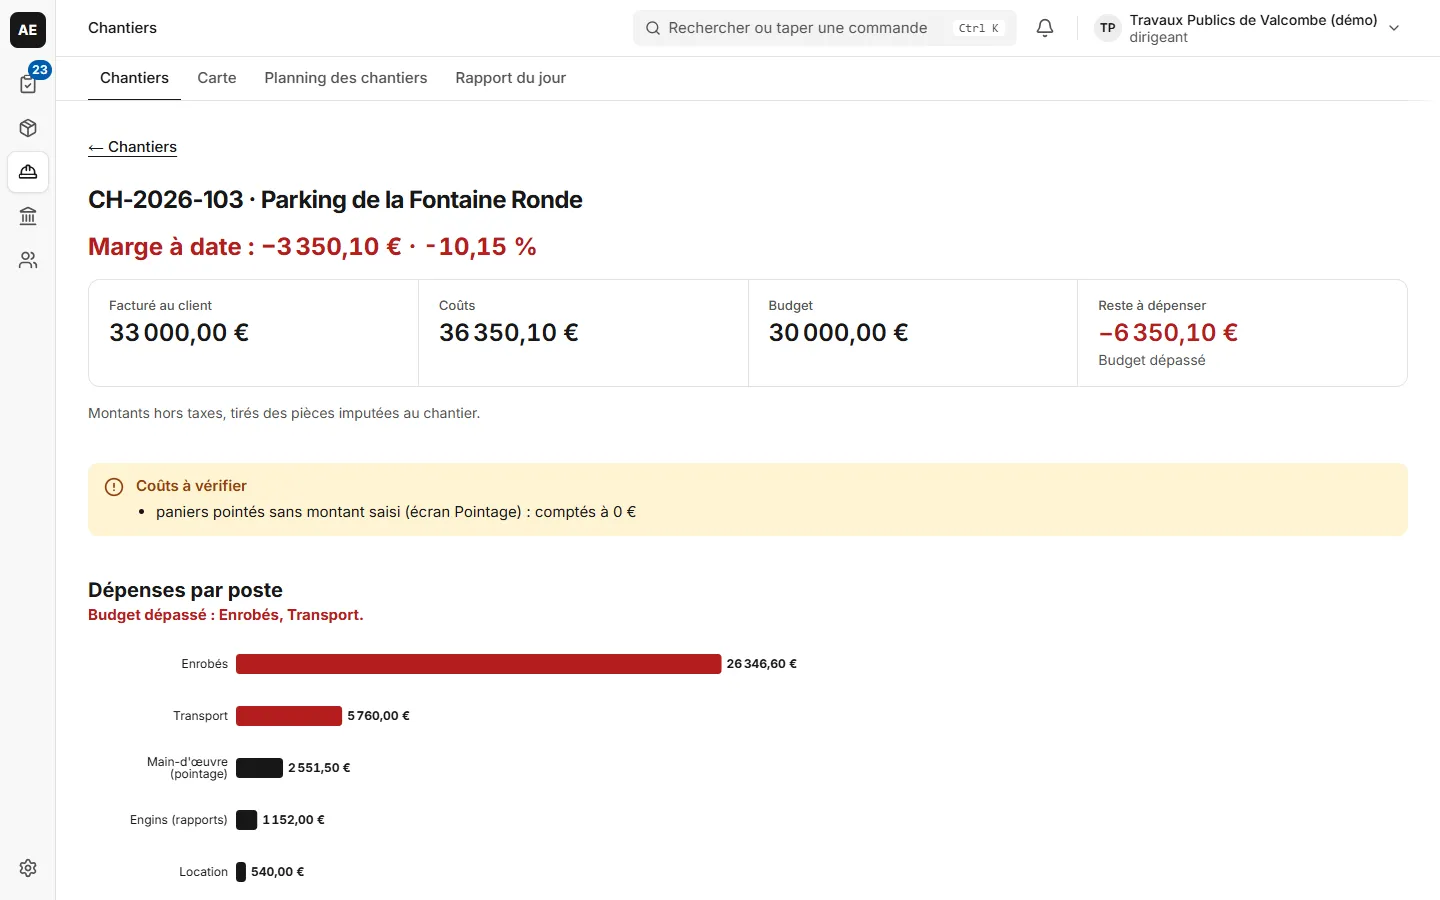 AE
Chantiers
Rechercher ou taper une commande
Ctrl K
TP
Travaux Publics de Valcombe (démo)
dirigeant
23
Chantiers
Carte
Planning des chantiers
Rapport du jour
← Chantiers
CH-2026-103 · Parking de la Fontaine Ronde
Marge à date : −3 350,10 € · -10,15 %
Facturé au client
33 000,00 €
Coûts
36 350,10 €
Budget
30 000,00 €
Reste à dépenser
−6 350,10 €
Budget dépassé
Montants hors taxes, tirés des pièces imputées au chantier.
Coûts à vérifier
• paniers pointés sans montant saisi (écran Pointage) : comptés à 0 €
Dépenses par poste
Budget dépassé : Enrobés, Transport.
Enrobés 26 346,60 €
Transport 5 760,00 €
Main-d'œuvre
(pointage) 2 551,50 €
Engins (rapports) 1 152,00 €
Location 540,00 €